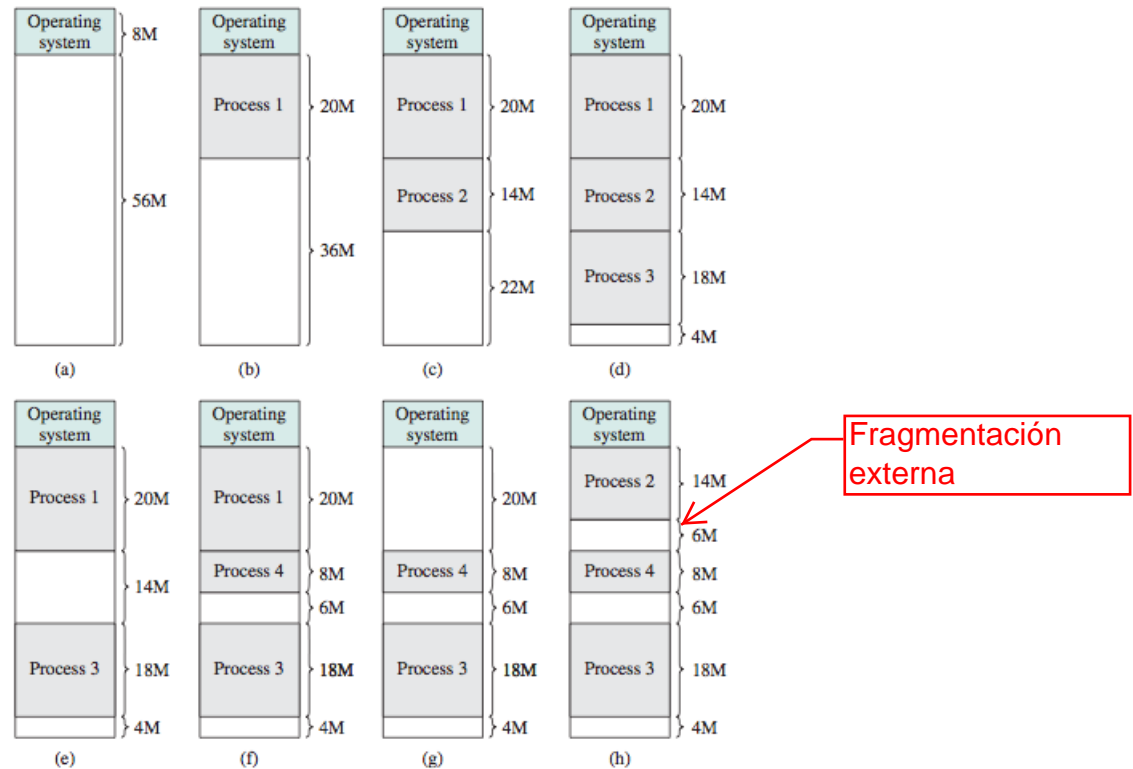 Operating
system
8M
56M
(a)
Operating
system
Process 1
20M
36M
(b)
Operating
system
Process 1
20M
Process 2
14M
22M
(c)
Operating
system
Process 1
20M
Process 2
14M
Process 3
18M
4M
(d)
Operating
system
Process 1
20M
14M
Process 3
18M
4M
(e)
Operating
system
Process 1
20M
Process 4
8M
6M
Process 3
18M
4M
(f)
Operating
system
20M
Process 4
8M
6M
Process 3
18M
4M
(g)
Operating
system
Process 2
14M
6M
Process 4
8M
6M
Process 3
18M
4M
(h)
Fragmentación
externa